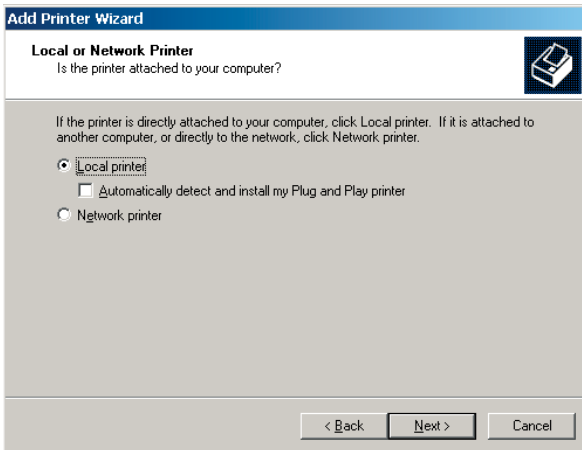 Add Printer Wizard
Local or Network Printer
Is the printer attached to your computer?
If the printer is directly attached to your computer, click Local printer. If it is attached to
another computer, or directly to the network, click Network printer.
Local printer
Automatically detect and install my Plug and Play printer
Network printer
< Back Next > Cancel